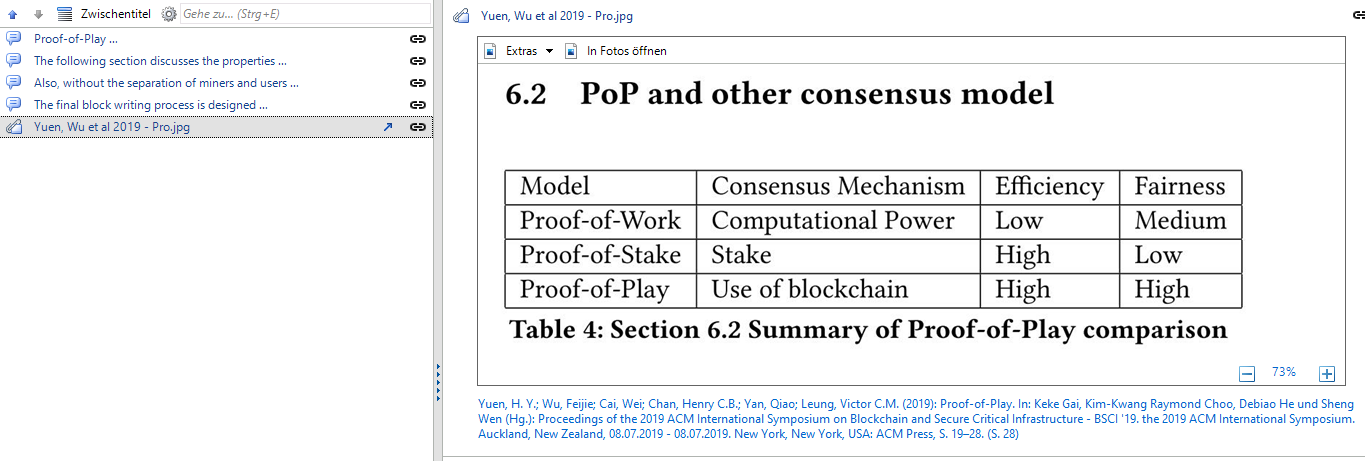 Zwischentitel Gehe zu... (Strg+E)
Proof-of-Play ...
The following section discusses the properties ...
Also, without the separation of miners and users ...
The final block writing process is designed ...
Yuen, Wu et al 2019 - Pro.jpg
Yuen, Wu et al 2019 - Pro.jpg
Extras In Fotos öffnen
6.2 PoP and other consensus model
Model Consensus Mechanism Efficiency Fairness
Proof-of-Work Computational Power Low Medium
Proof-of-Stake Stake High Low
Proof-of-Play Use of blockchain High High
Table 4: Section 6.2 Summary of Proof-of-Play comparison
73%
Yuen, H. Y.; Wu, Feijie; Cai, Wei; Chan, Henry C.B.; Yan, Qiao; Leung, Victor C.M. (2019): Proof-of-Play. In: Keke Gai, Kim-Kwang Raymond Choo, Debiao He und Sheng
Wen (Hg.): Proceedings of the 2019 ACM International Symposium on Blockchain and Secure Critical Infrastructure - BSCI '19. the 2019 ACM International Symposium.
Auckland, New Zealand, 08.07.2019 - 08.07.2019. New York, New York, USA: ACM Press, S. 19–28. (S. 28)